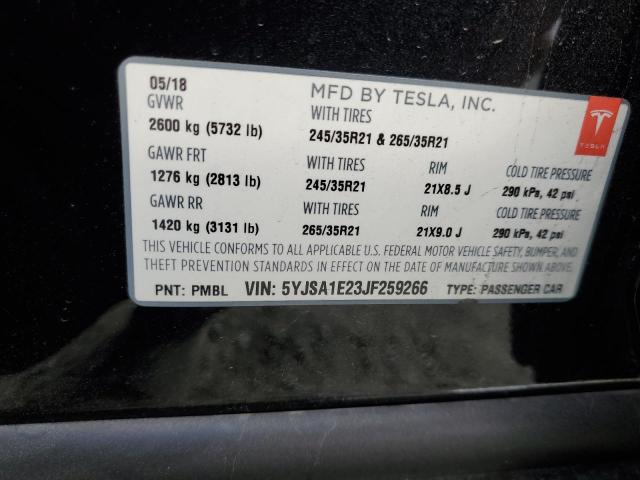 05/18
MFD BY TESLA, INC.
GVWR WITH TIRES
2600 kg (5732 lb) 245/35R21 & 265/35R21
TESLA
GAWR FRT WITH TIRES RIM COLD TIRE PRESSURE
1276 kg (2813 lb) 245/35R21 21X8.5 J 290 kPa, 42 psi
GAWR RR WITH TIRES RIM COLD TIRE PRESSURE
1420 kg (3131 lb) 265/35R21 21X9.0 J 290 kPa, 42 psi
THIS VEHICLE CONFORMS TO ALL APPLICABLE U.S. FEDERAL MOTOR VEHICLE SAFETY, BUMPER, AND
THEFT PREVENTION STANDARDS IN EFFECT ON THE DATE OF MANUFACTURE SHOWN ABOVE.
PNT: PMBL VIN: 5YJSA1E23JF259266 TYPE: PASSENGER CAR